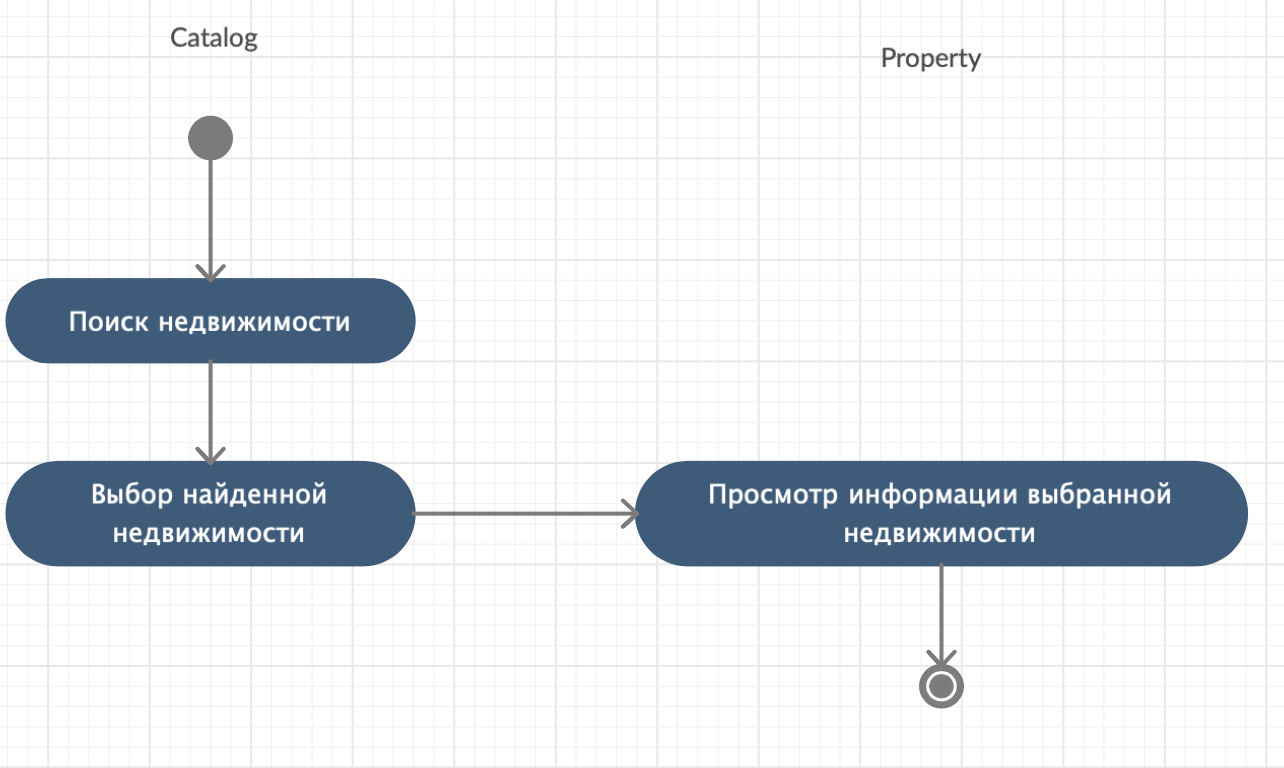 Catalog
Property
Поиск недвижимости
Выбор найденной
недвижимости
Просмотр информации выбранной
недвижимости